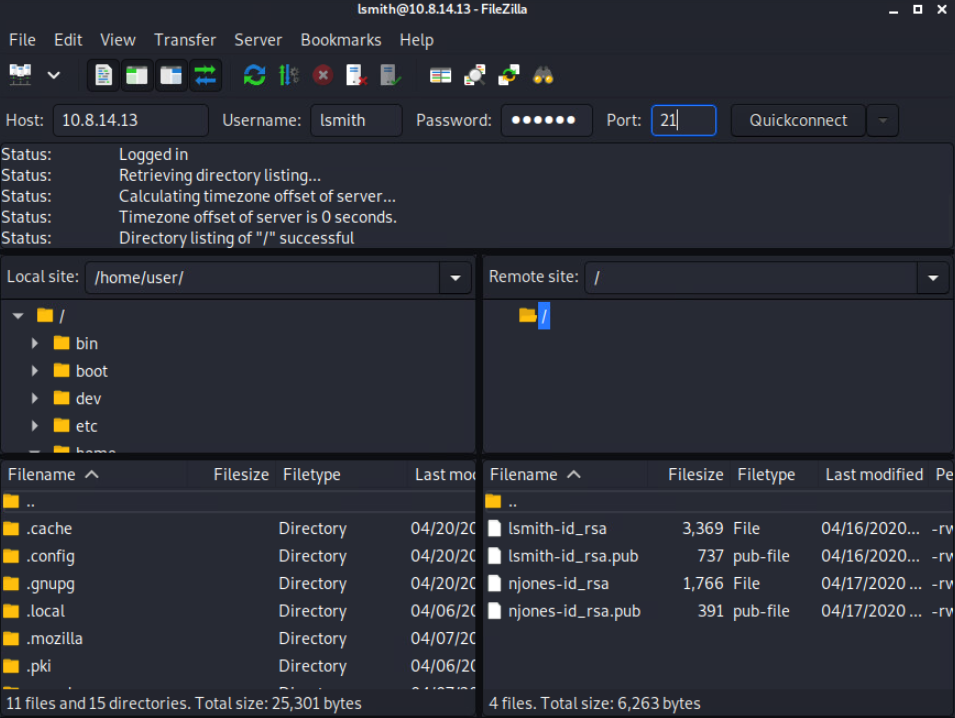 lsmith@10.8.14.13 - FileZilla
File Edit View Transfer Server Bookmarks Help
Host: 10.8.14.13 Username: lsmith Password: ●●●●●● Port: 21 Quickconnect
Status: Logged in
Status: Retrieving directory listing...
Status: Calculating timezone offset of server...
Status: Timezone offset of server is 0 seconds.
Status: Directory listing of "/" successful
Local site: /home/user/
/
bin
boot
dev
etc
home
Remote site: /
/
Filename Filesize Filetype Last mod
..
.cache Directory 04/20/20
.config Directory 04/20/20
.gnupg Directory 04/20/20
.local Directory 04/06/20
.mozilla Directory 04/07/20
.pki Directory 04/06/20
11 files and 15 directories. Total size: 25,301 bytes
Filename Filesize Filetype Last modified Pe
..
lsmith-id_rsa 3,369 File 04/16/2020... -rw
lsmith-id_rsa.pub 737 pub-file 04/16/2020... -rw
njones-id_rsa 1,766 File 04/17/2020 ... -rw
njones-id_rsa.pub 391 pub-file 04/17/2020 ... -rw
4 files. Total size: 6,263 bytes